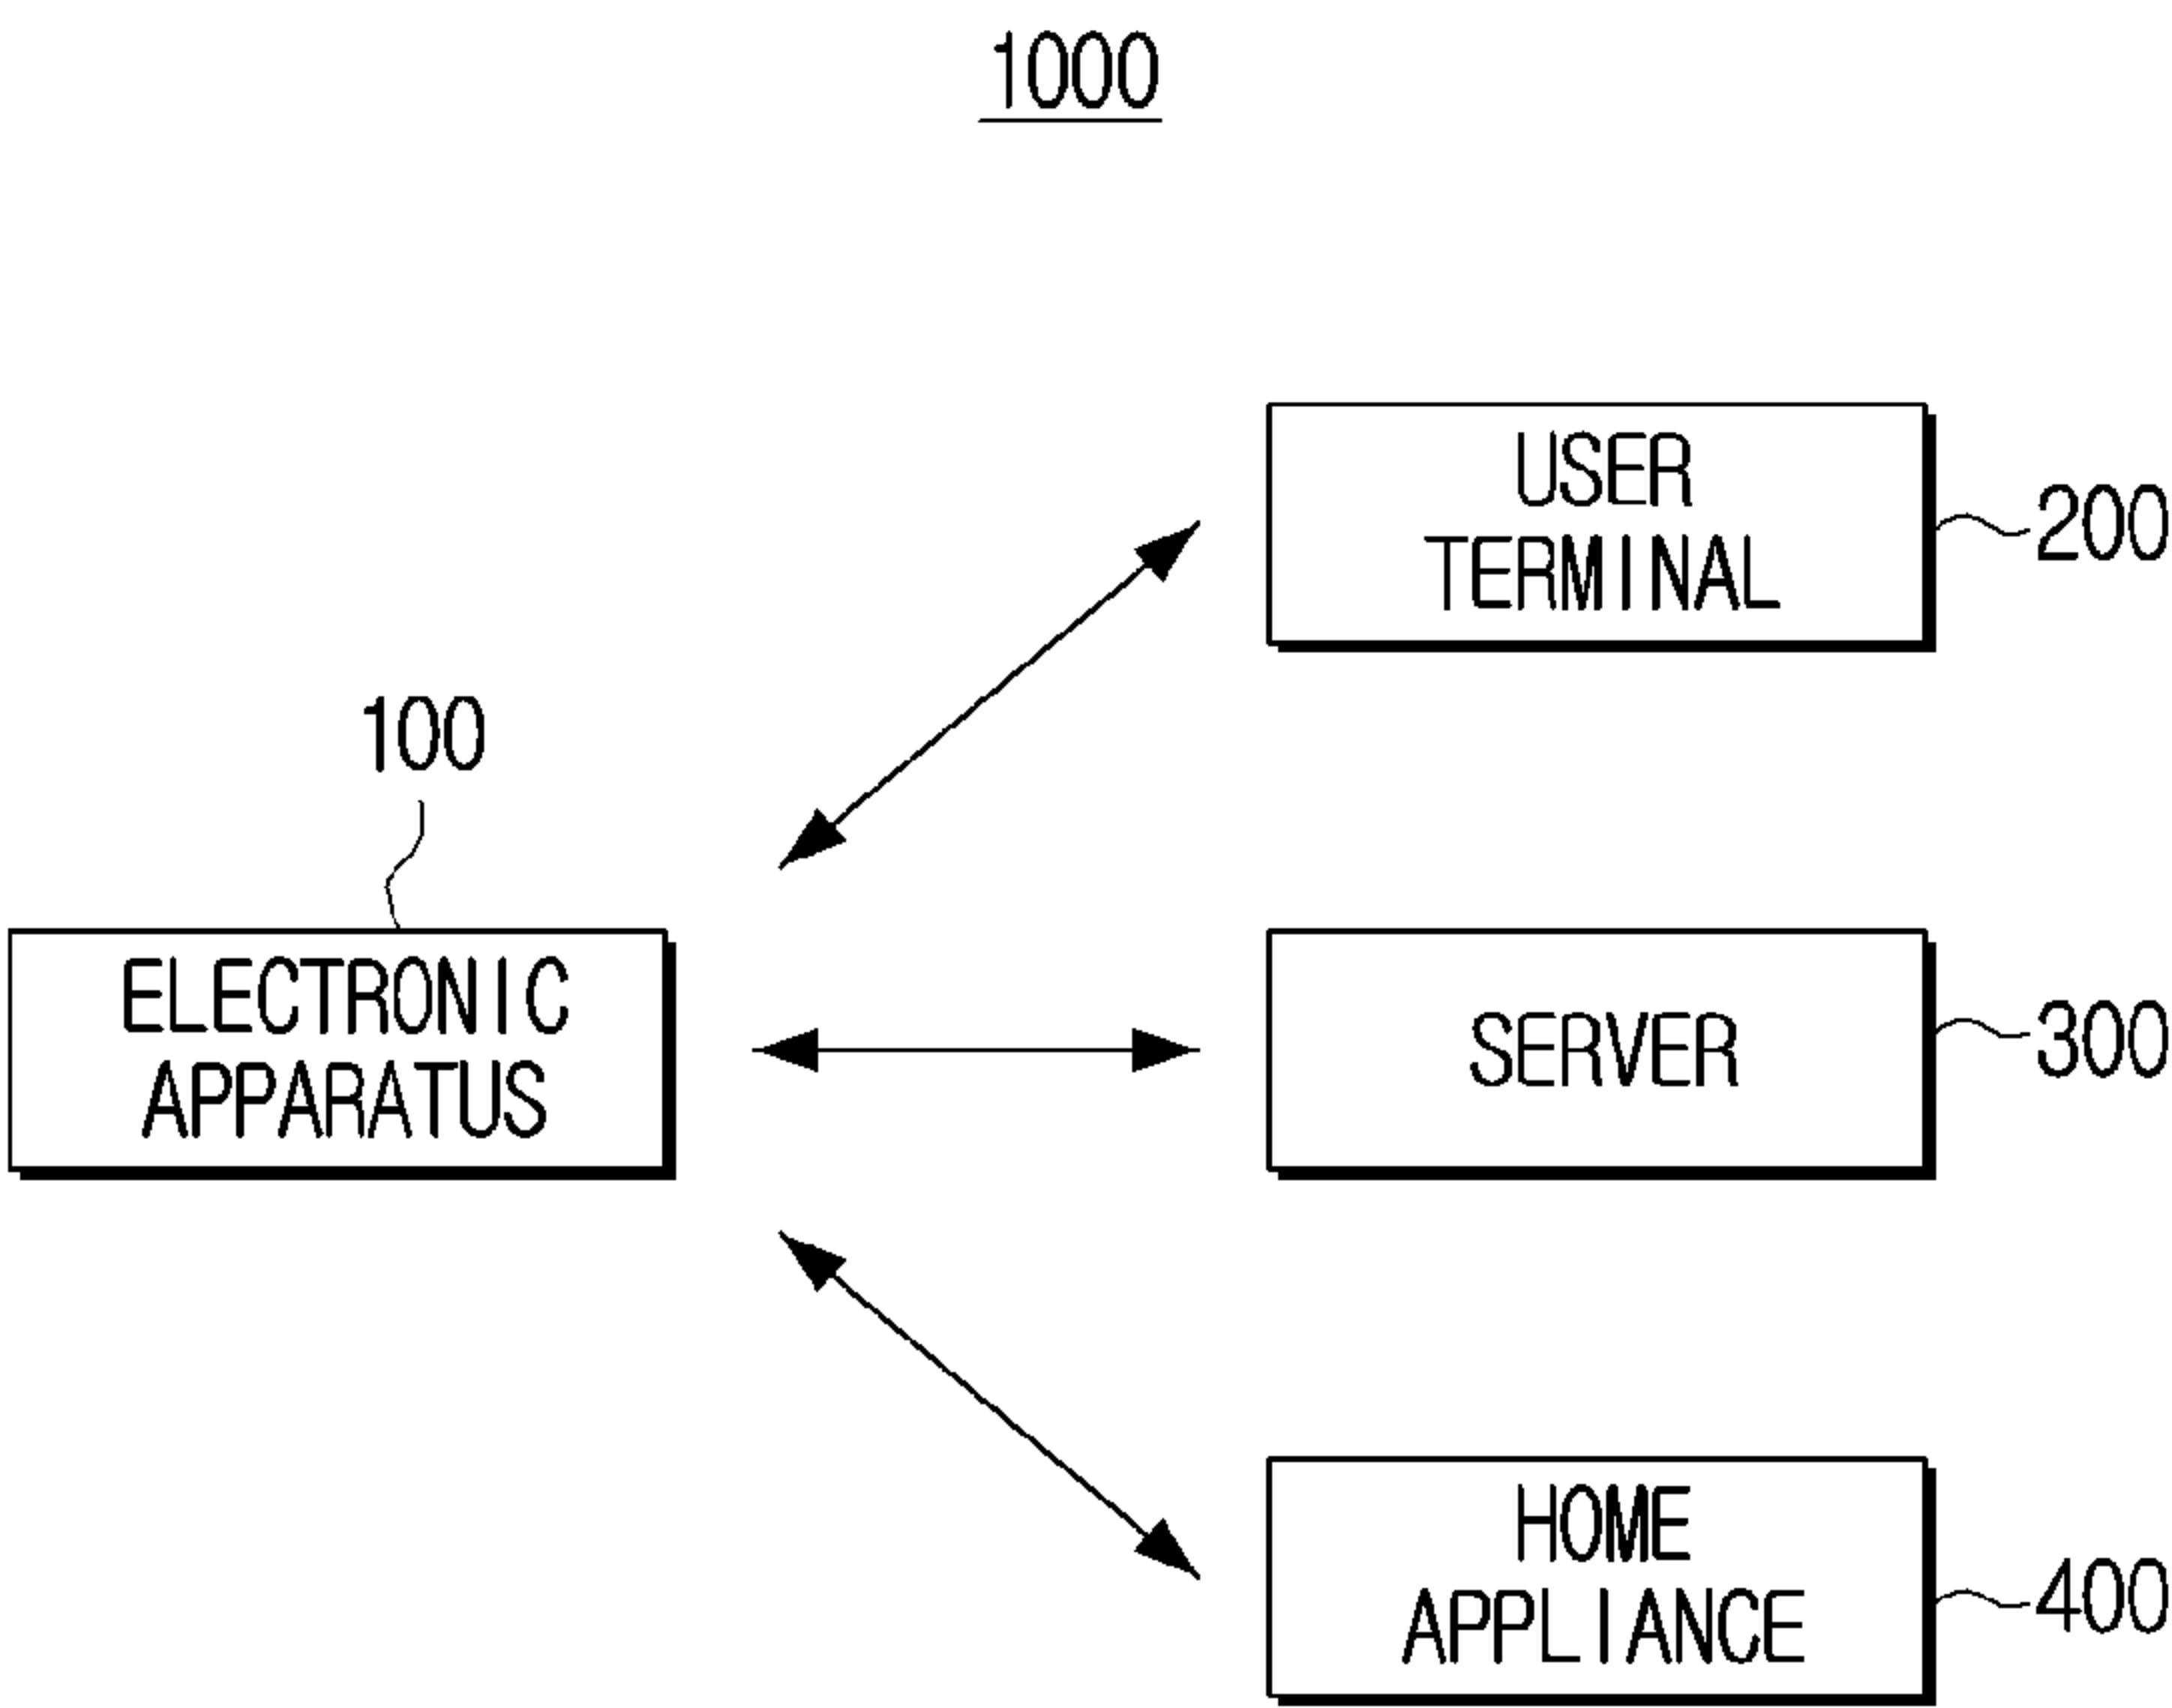 1000
USER
TERMINAL
200
100
ELECTRONIC
APPARATUS
SERVER
300
HOME
APPLIANCE
400